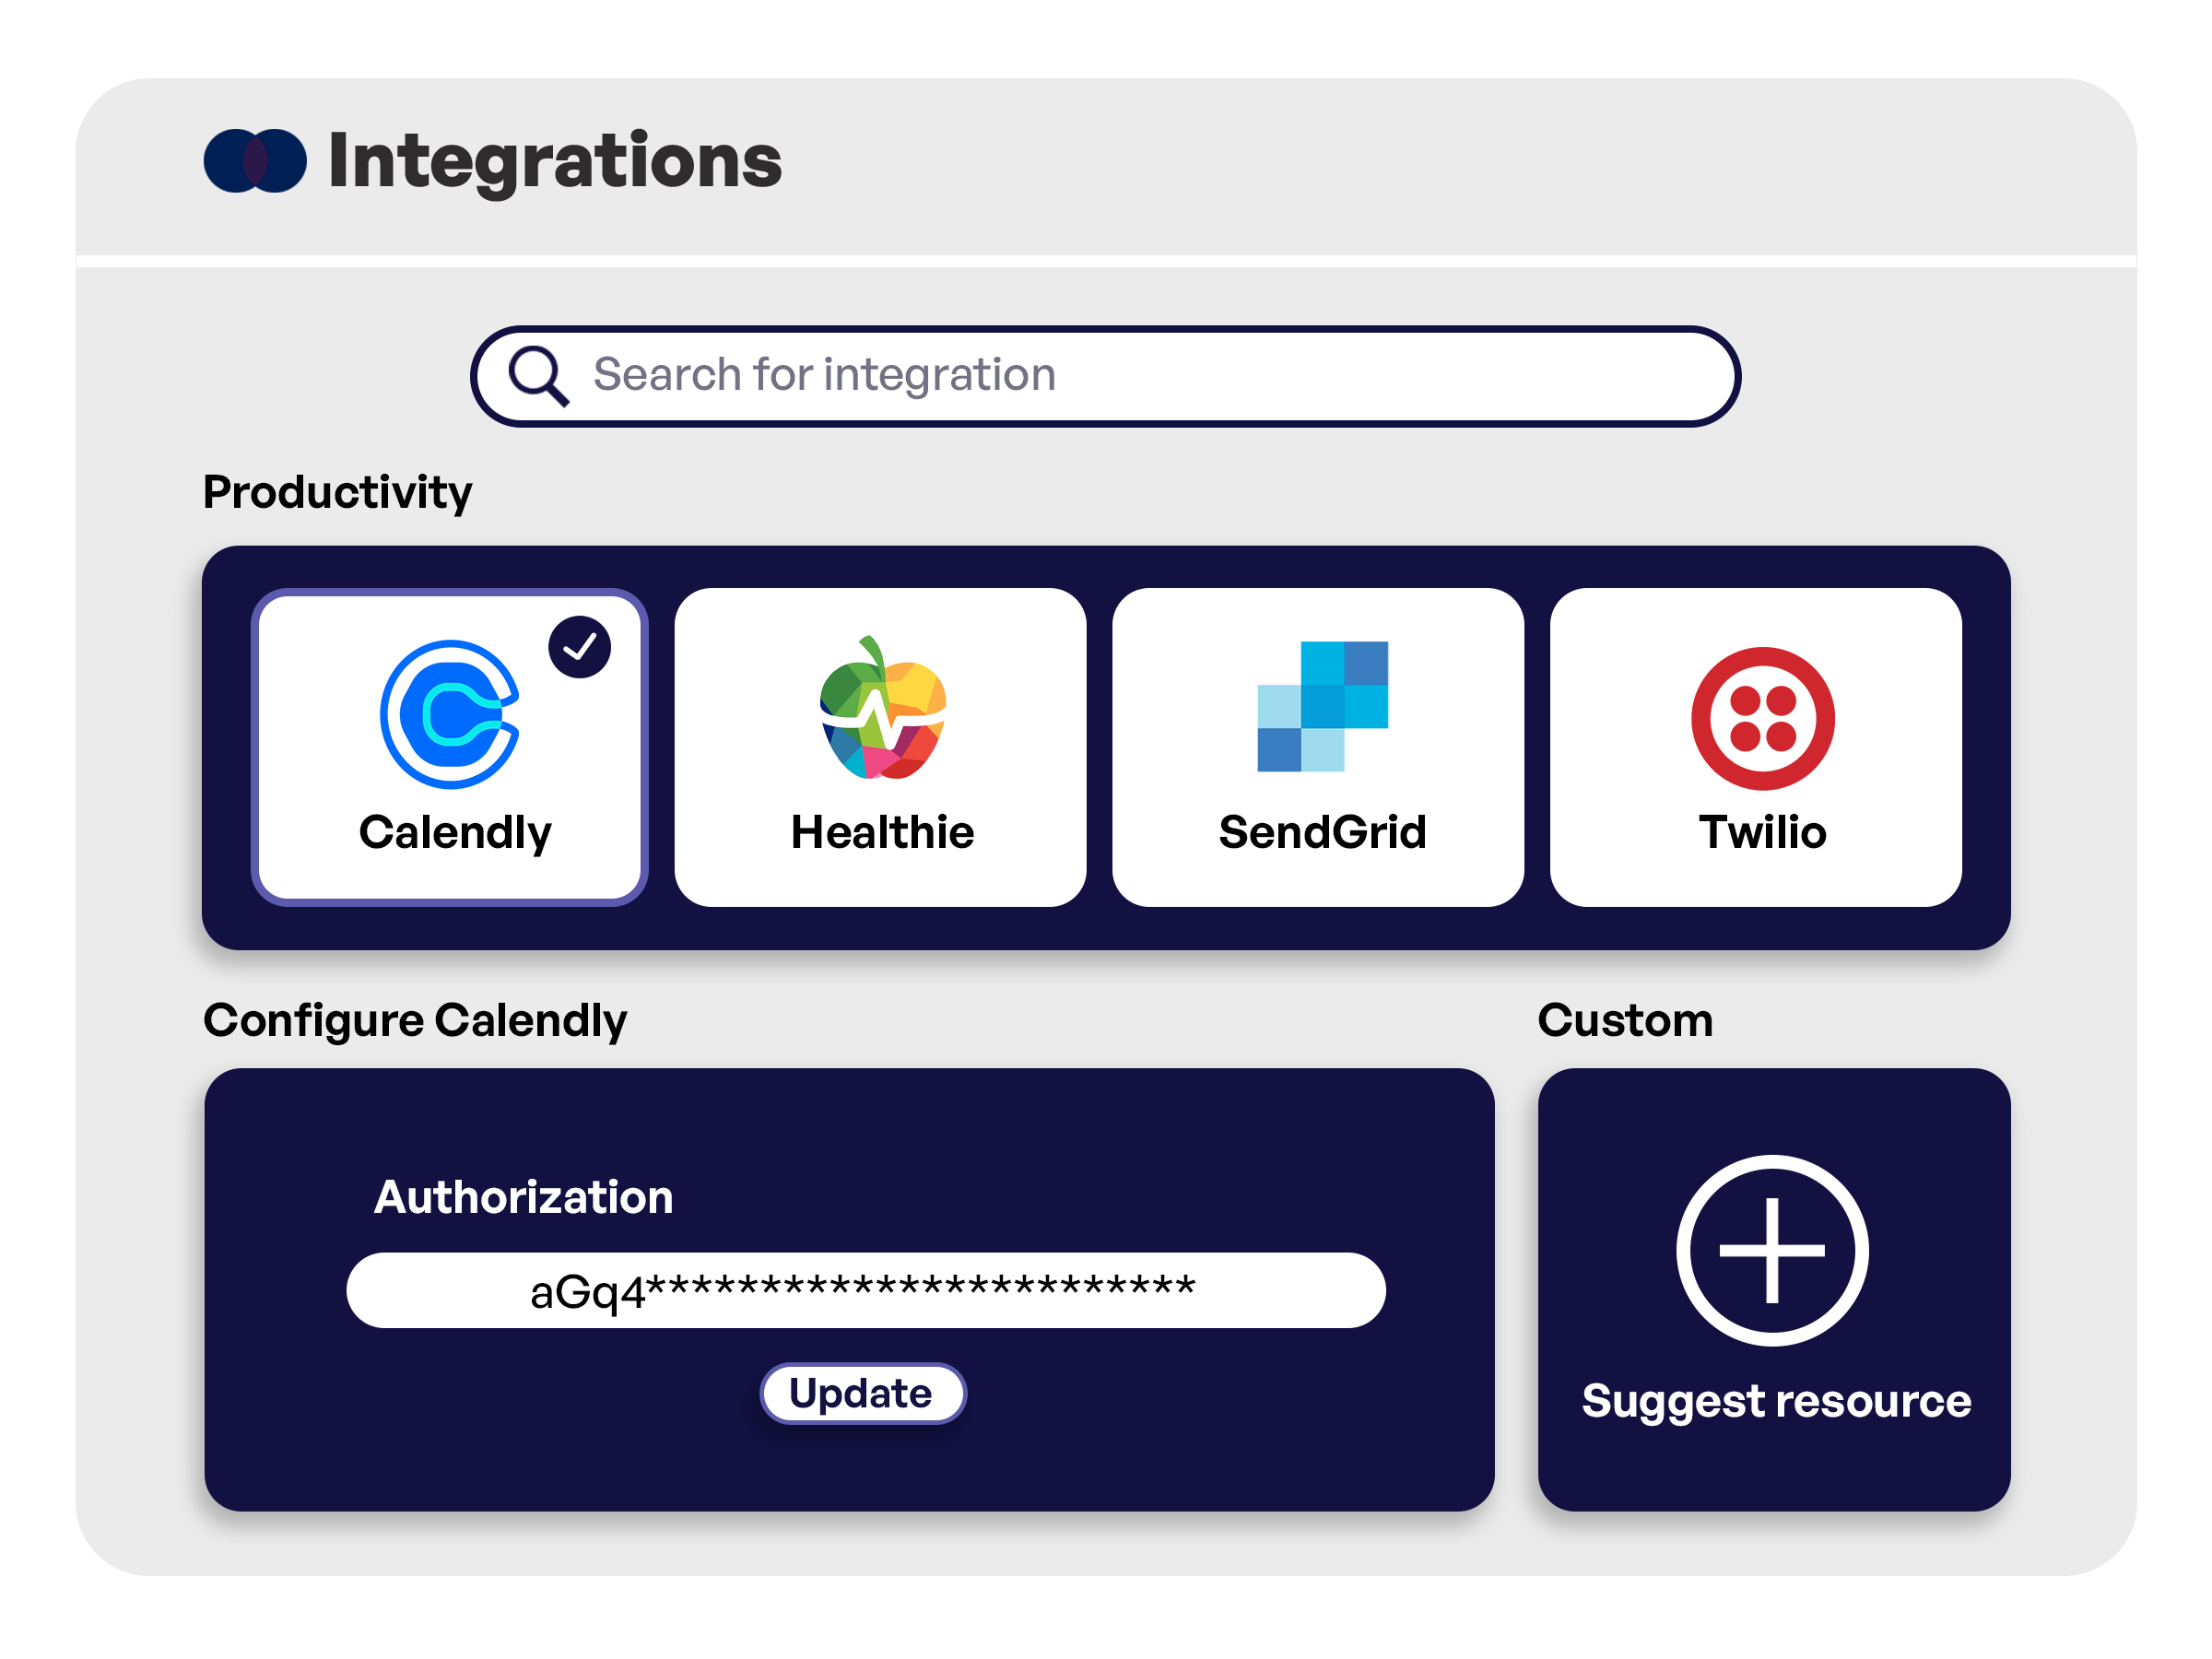 Integrations
Search for integration
Productivity
Calendly
Healthie
SendGrid
Twilio
Configure Calendly
Custom
Authorization
aGq4************************
Update
Suggest resource